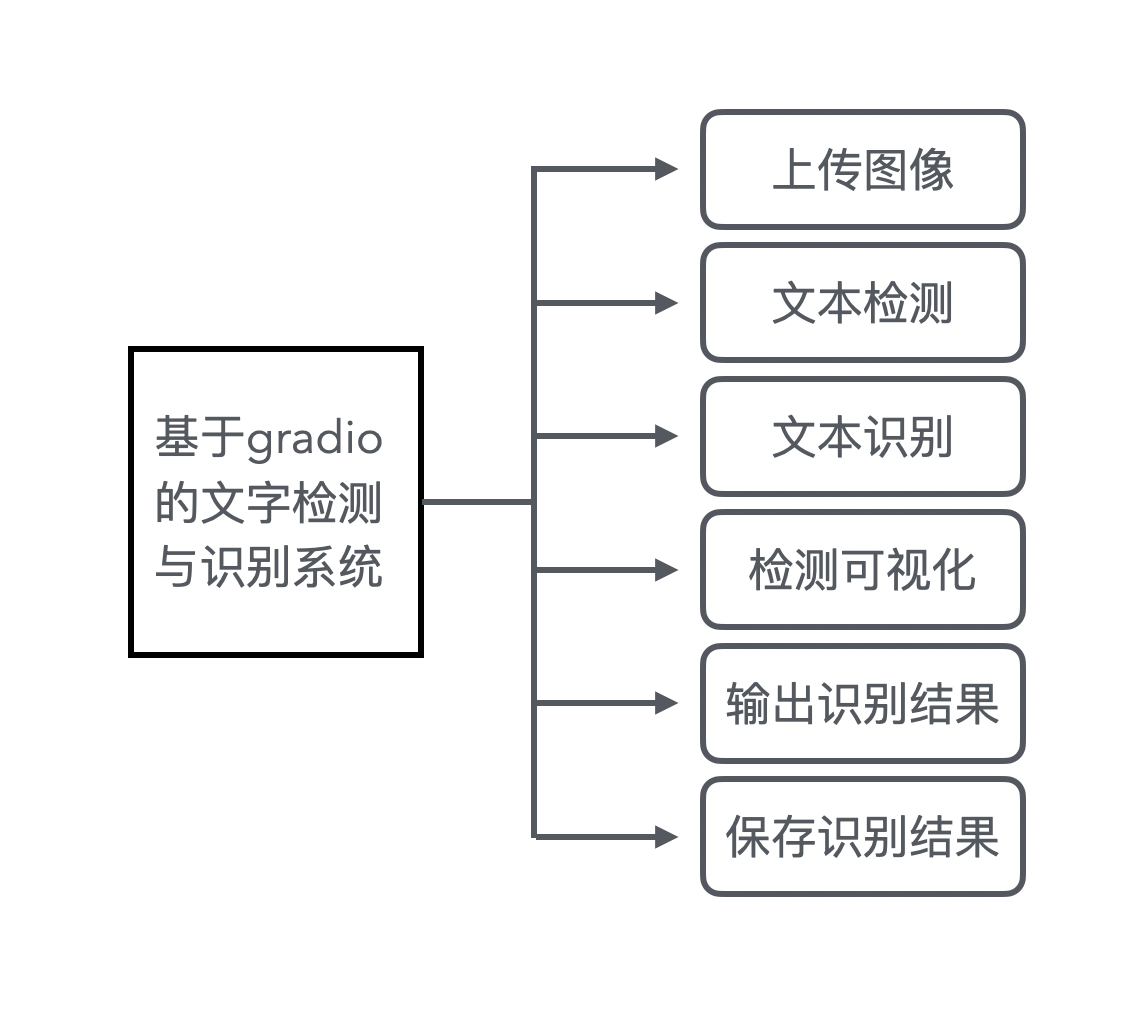 基于gradio
的文字检测
与识别系统
上传图像
文本检测
文本识别
检测可视化
输出识别结果
保存识别结果